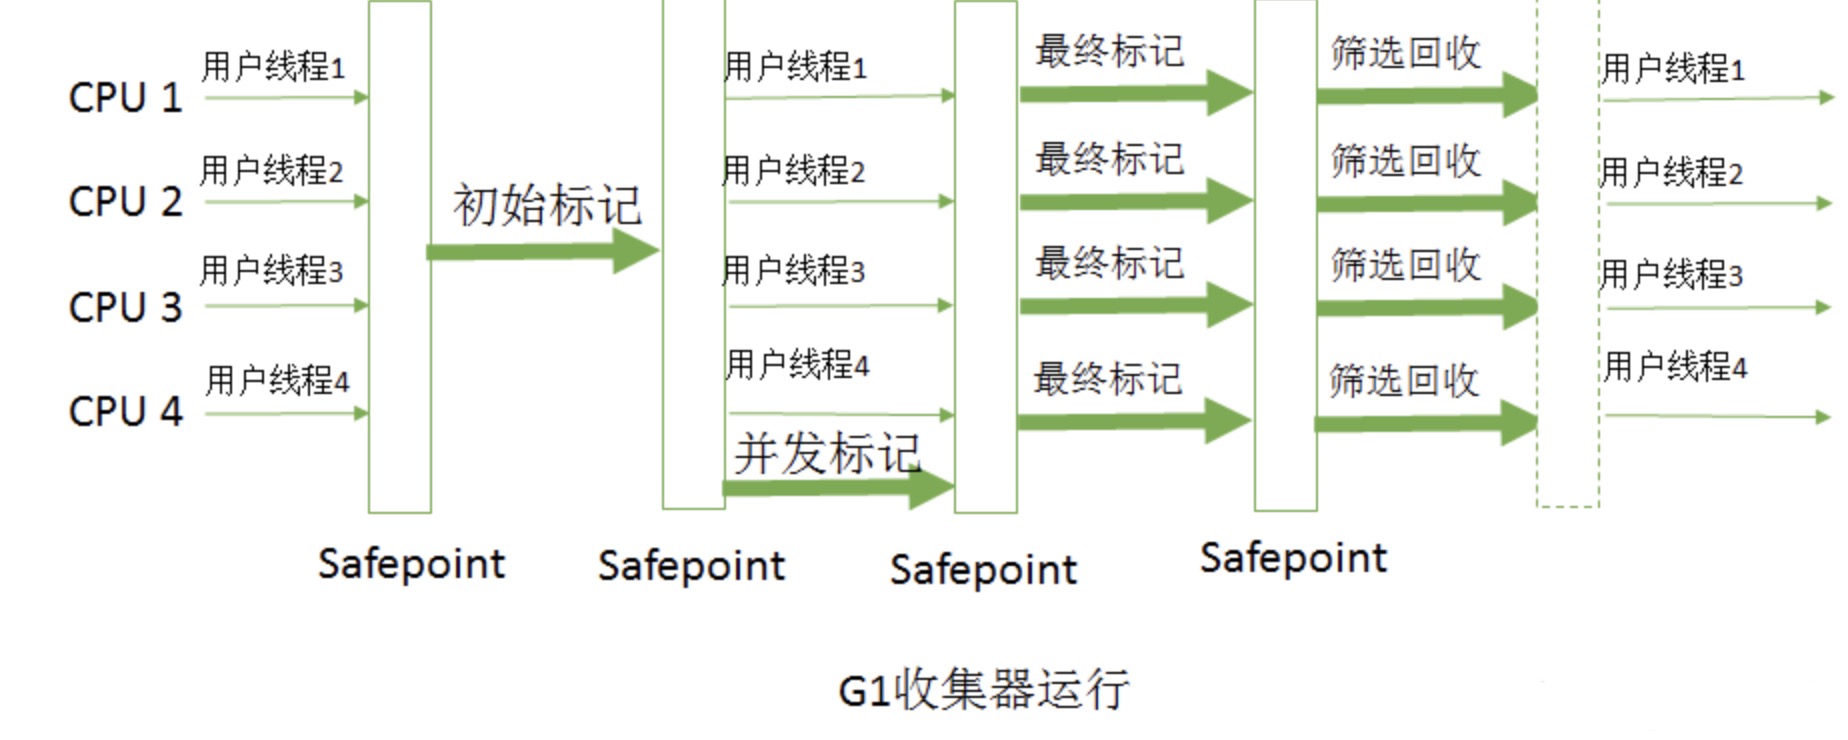 用户线程1 用户线程1 最终标记 筛选回收 用户线程1
CPU 1
用户线程2 用户线程2 最终标记 筛选回收 用户线程2
CPU 2
初始标记
用户线程3 用户线程3 最终标记 筛选回收 用户线程3
CPU 3
用户线程4 用户线程4 最终标记 筛选回收 用户线程4
CPU 4
并发标记
Safepoint Safepoint Safepoint Safepoint
G1收集器运行